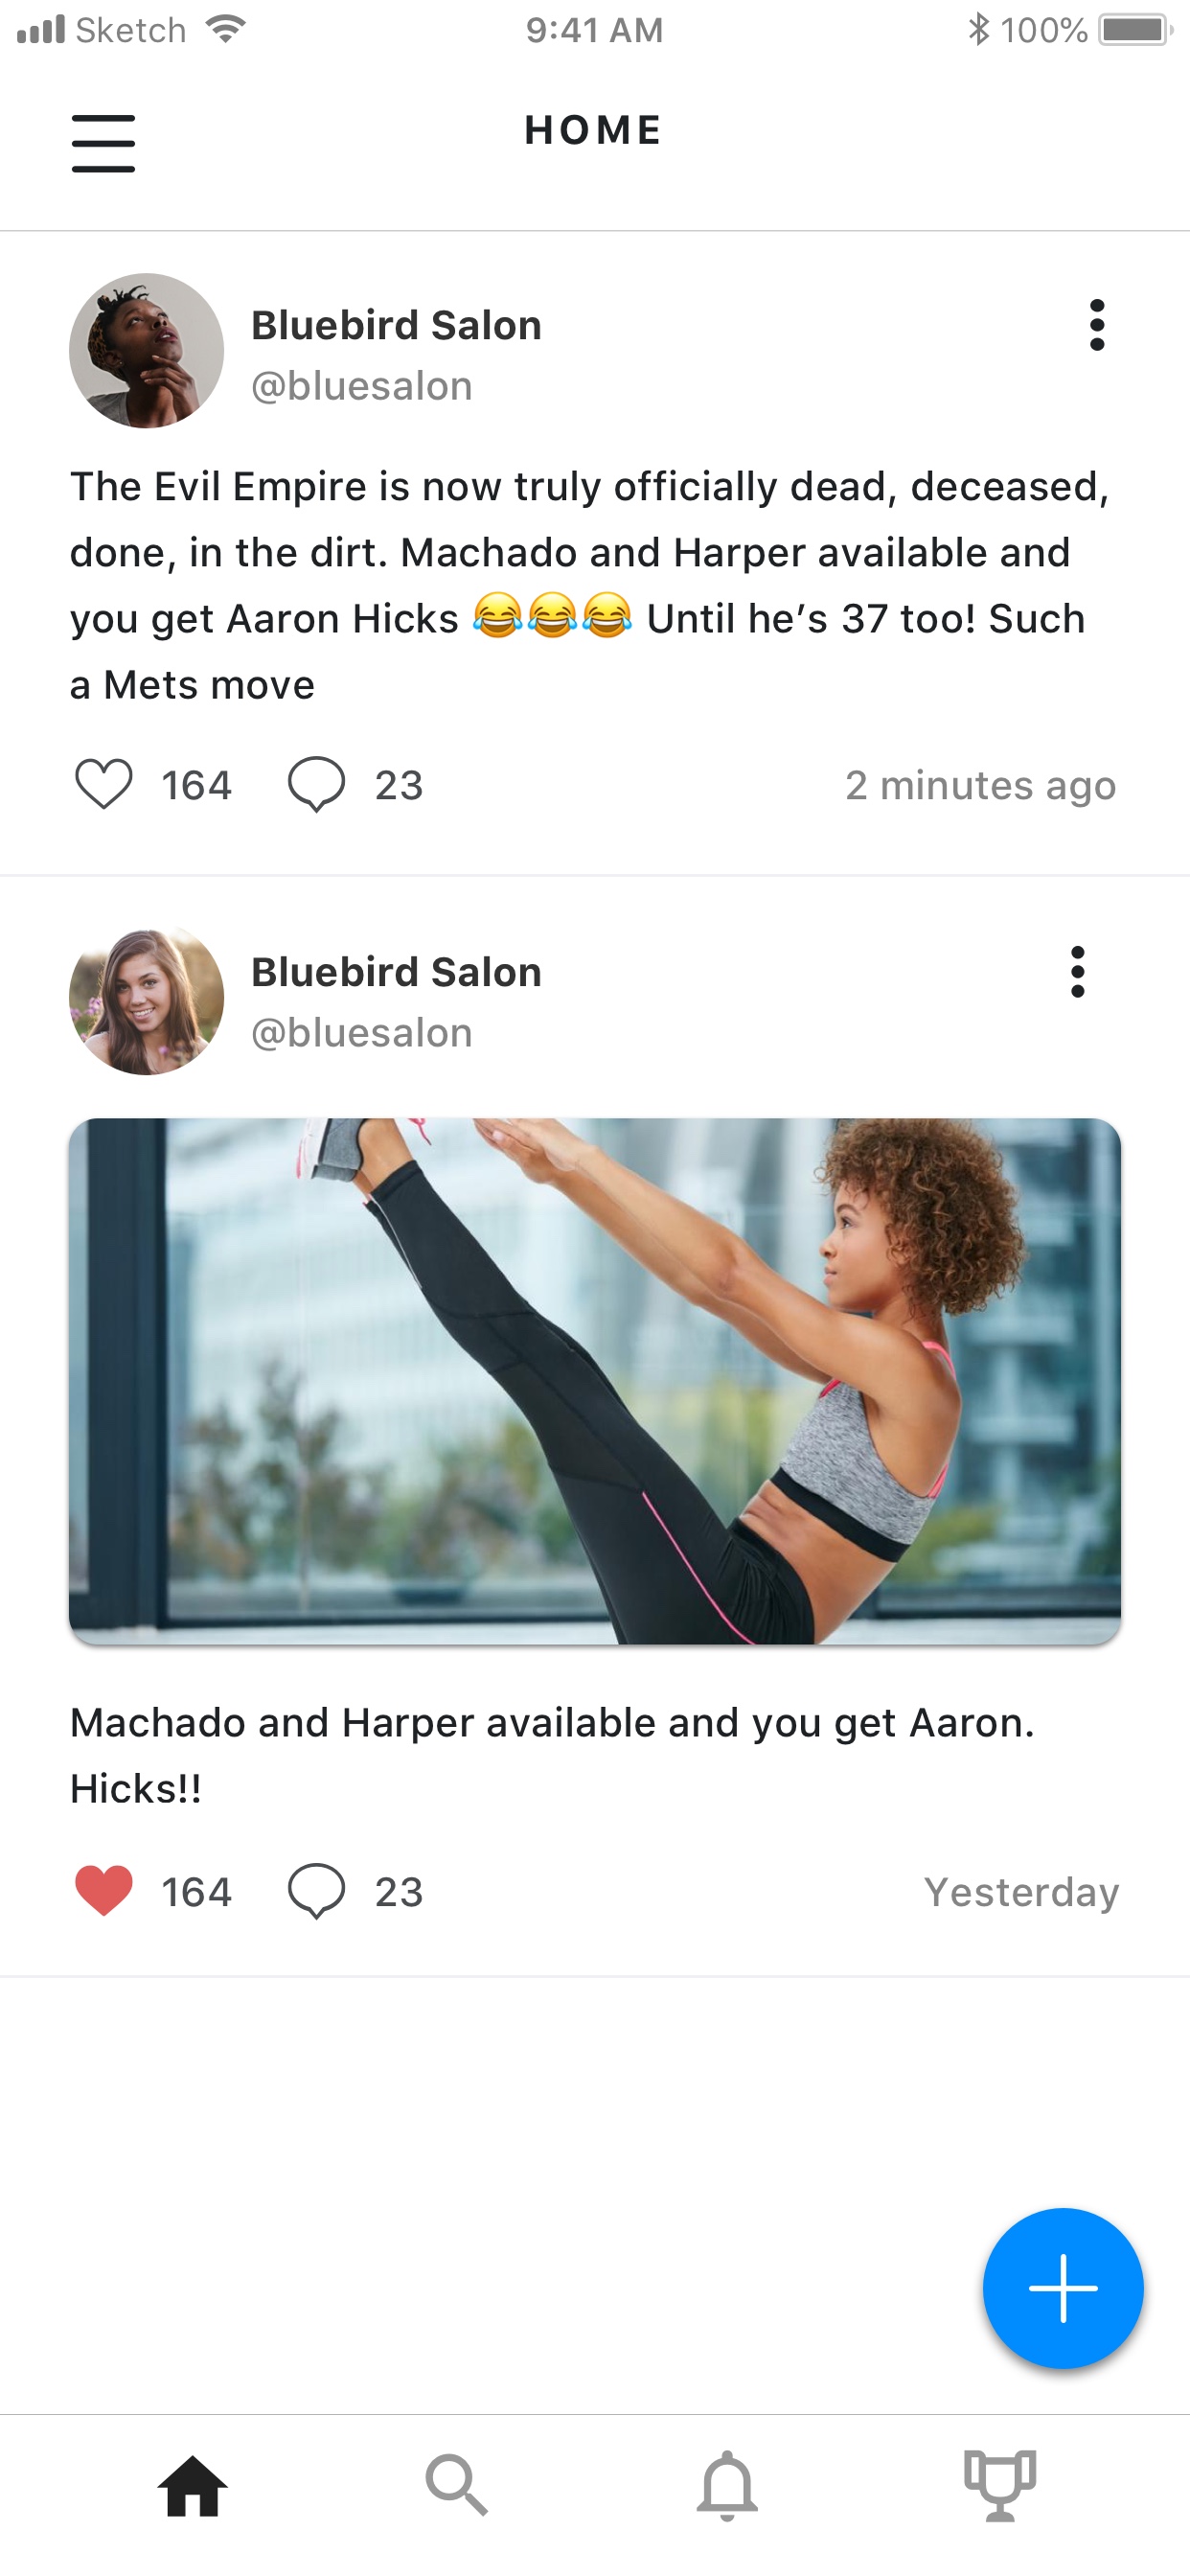 Sketch 9:41 AM 100%
HOME
Bluebird Salon
@bluesalon
The Evil Empire is now truly officially dead, deceased,
done, in the dirt. Machado and Harper available and
you get Aaron Hicks 😂😂😂 Until he’s 37 too! Such
a Mets move
164 23 2 minutes ago
Bluebird Salon
@bluesalon
Machado and Harper available and you get Aaron.
Hicks!!
164 23 Yesterday